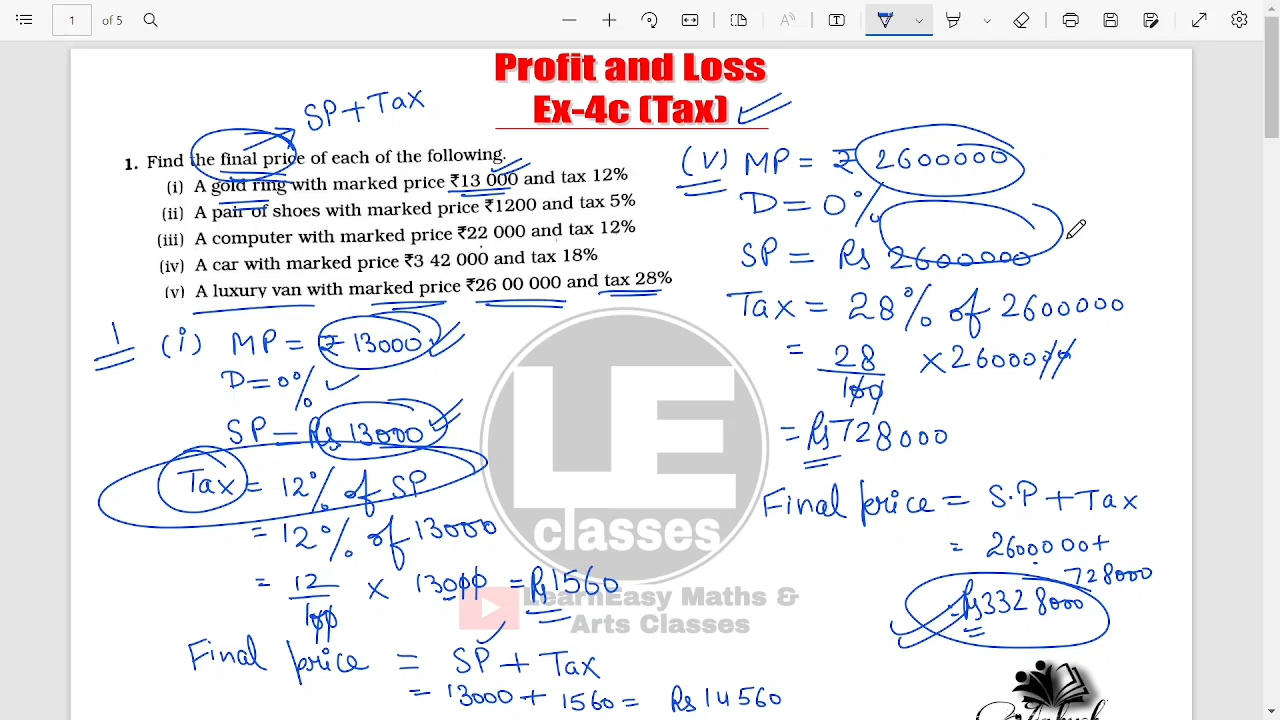 1 of 5
Profit and Loss
Ex-4c (Tax)
SP + Tax
1. Find the final price of each of the following.
(i) A gold ring with marked price ₹13 000 and tax 12%
(ii) A pair of shoes with marked price ₹1200 and tax 5%
(iii) A computer with marked price ₹22 000 and tax 12%
(iv) A car with marked price ₹3 42 000 and tax 18%
(v) A luxury van with marked price ₹26 00 000 and tax 28%
1 (i) MP = ₹ 13000
D = 0%
SP = Rs 13000
Tax = 12% of SP
= 12% of 13000
= 12/100 × 13000 = Rs 1560
Final price = SP + Tax
= 13000 + 1560 = Rs 14560
(v) MP = ₹ 2600000
D = 0%
SP = Rs 2600000
Tax = 28% of 2600000
= 28/100 × 2600000
= Rs 728000
Final price = S.P + Tax
= 2600000 +
728000
= Rs 3328000
LE
classes
LearnEasy Maths &
Arts Classes